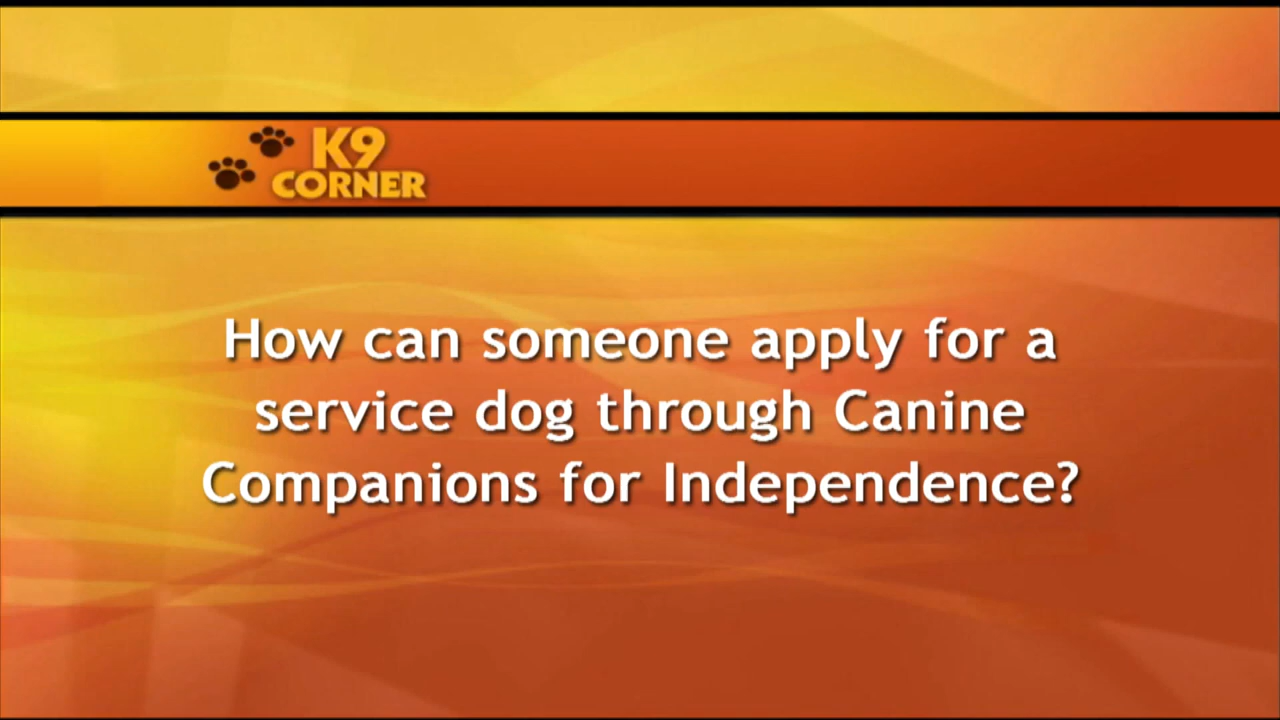 K9
CORNER
How can someone apply for a
service dog through Canine
Companions for Independence?